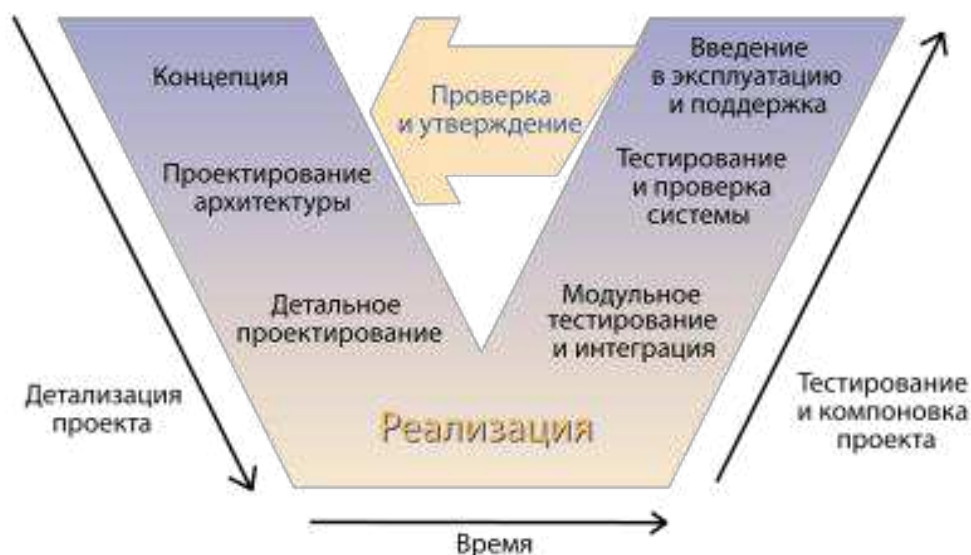 Концепция
Проектирование
архитектуры
Детальное
проектирование
Реализация
Проверка
и утверждение
Введение
в эксплуатацию
и поддержка
Тестирование
и проверка
системы
Модульное
тестирование
и интеграция
Детализация
проекта
Тестирование
и компоновка
проекта
Время